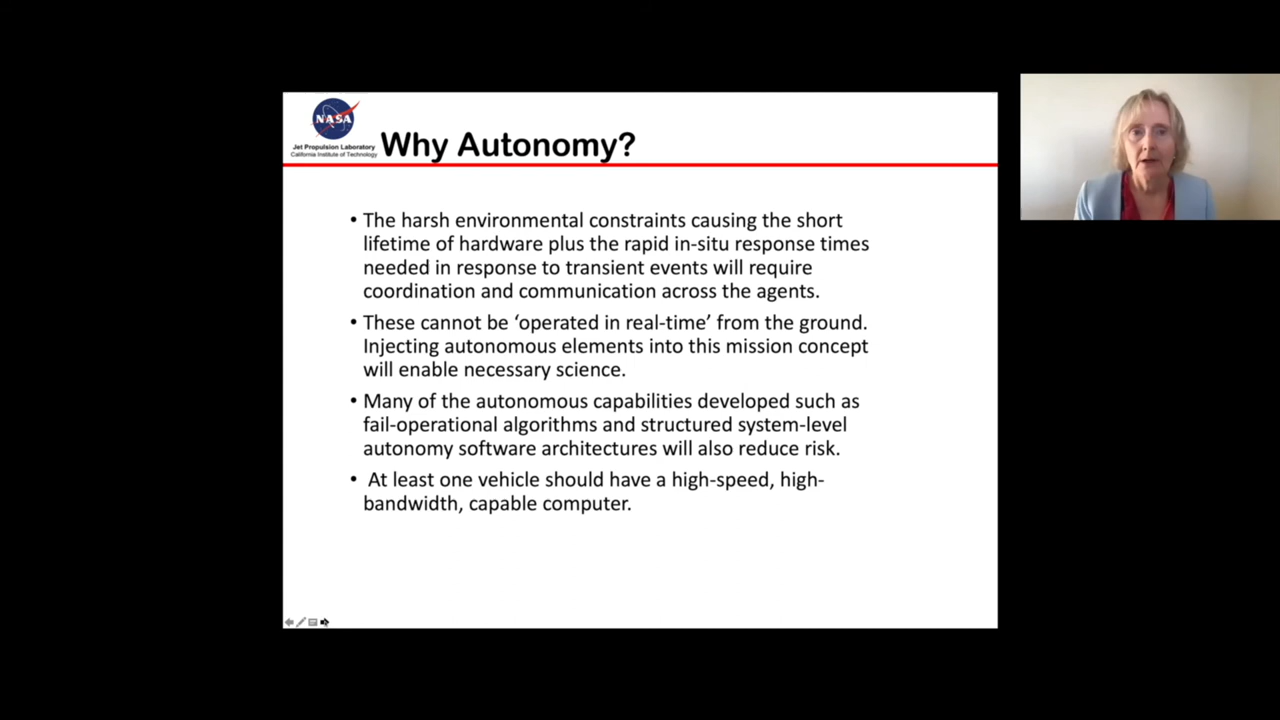 NASA
Jet Propulsion Laboratory
California Institute of Technology
Why Autonomy?
• The harsh environmental constraints causing the short
lifetime of hardware plus the rapid in-situ response times
needed in response to transient events will require
coordination and communication across the agents.
• These cannot be ‘operated in real-time’ from the ground.
Injecting autonomous elements into this mission concept
will enable necessary science.
• Many of the autonomous capabilities developed such as
fail-operational algorithms and structured system-level
autonomy software architectures will also reduce risk.
• At least one vehicle should have a high-speed, high-
bandwidth, capable computer.